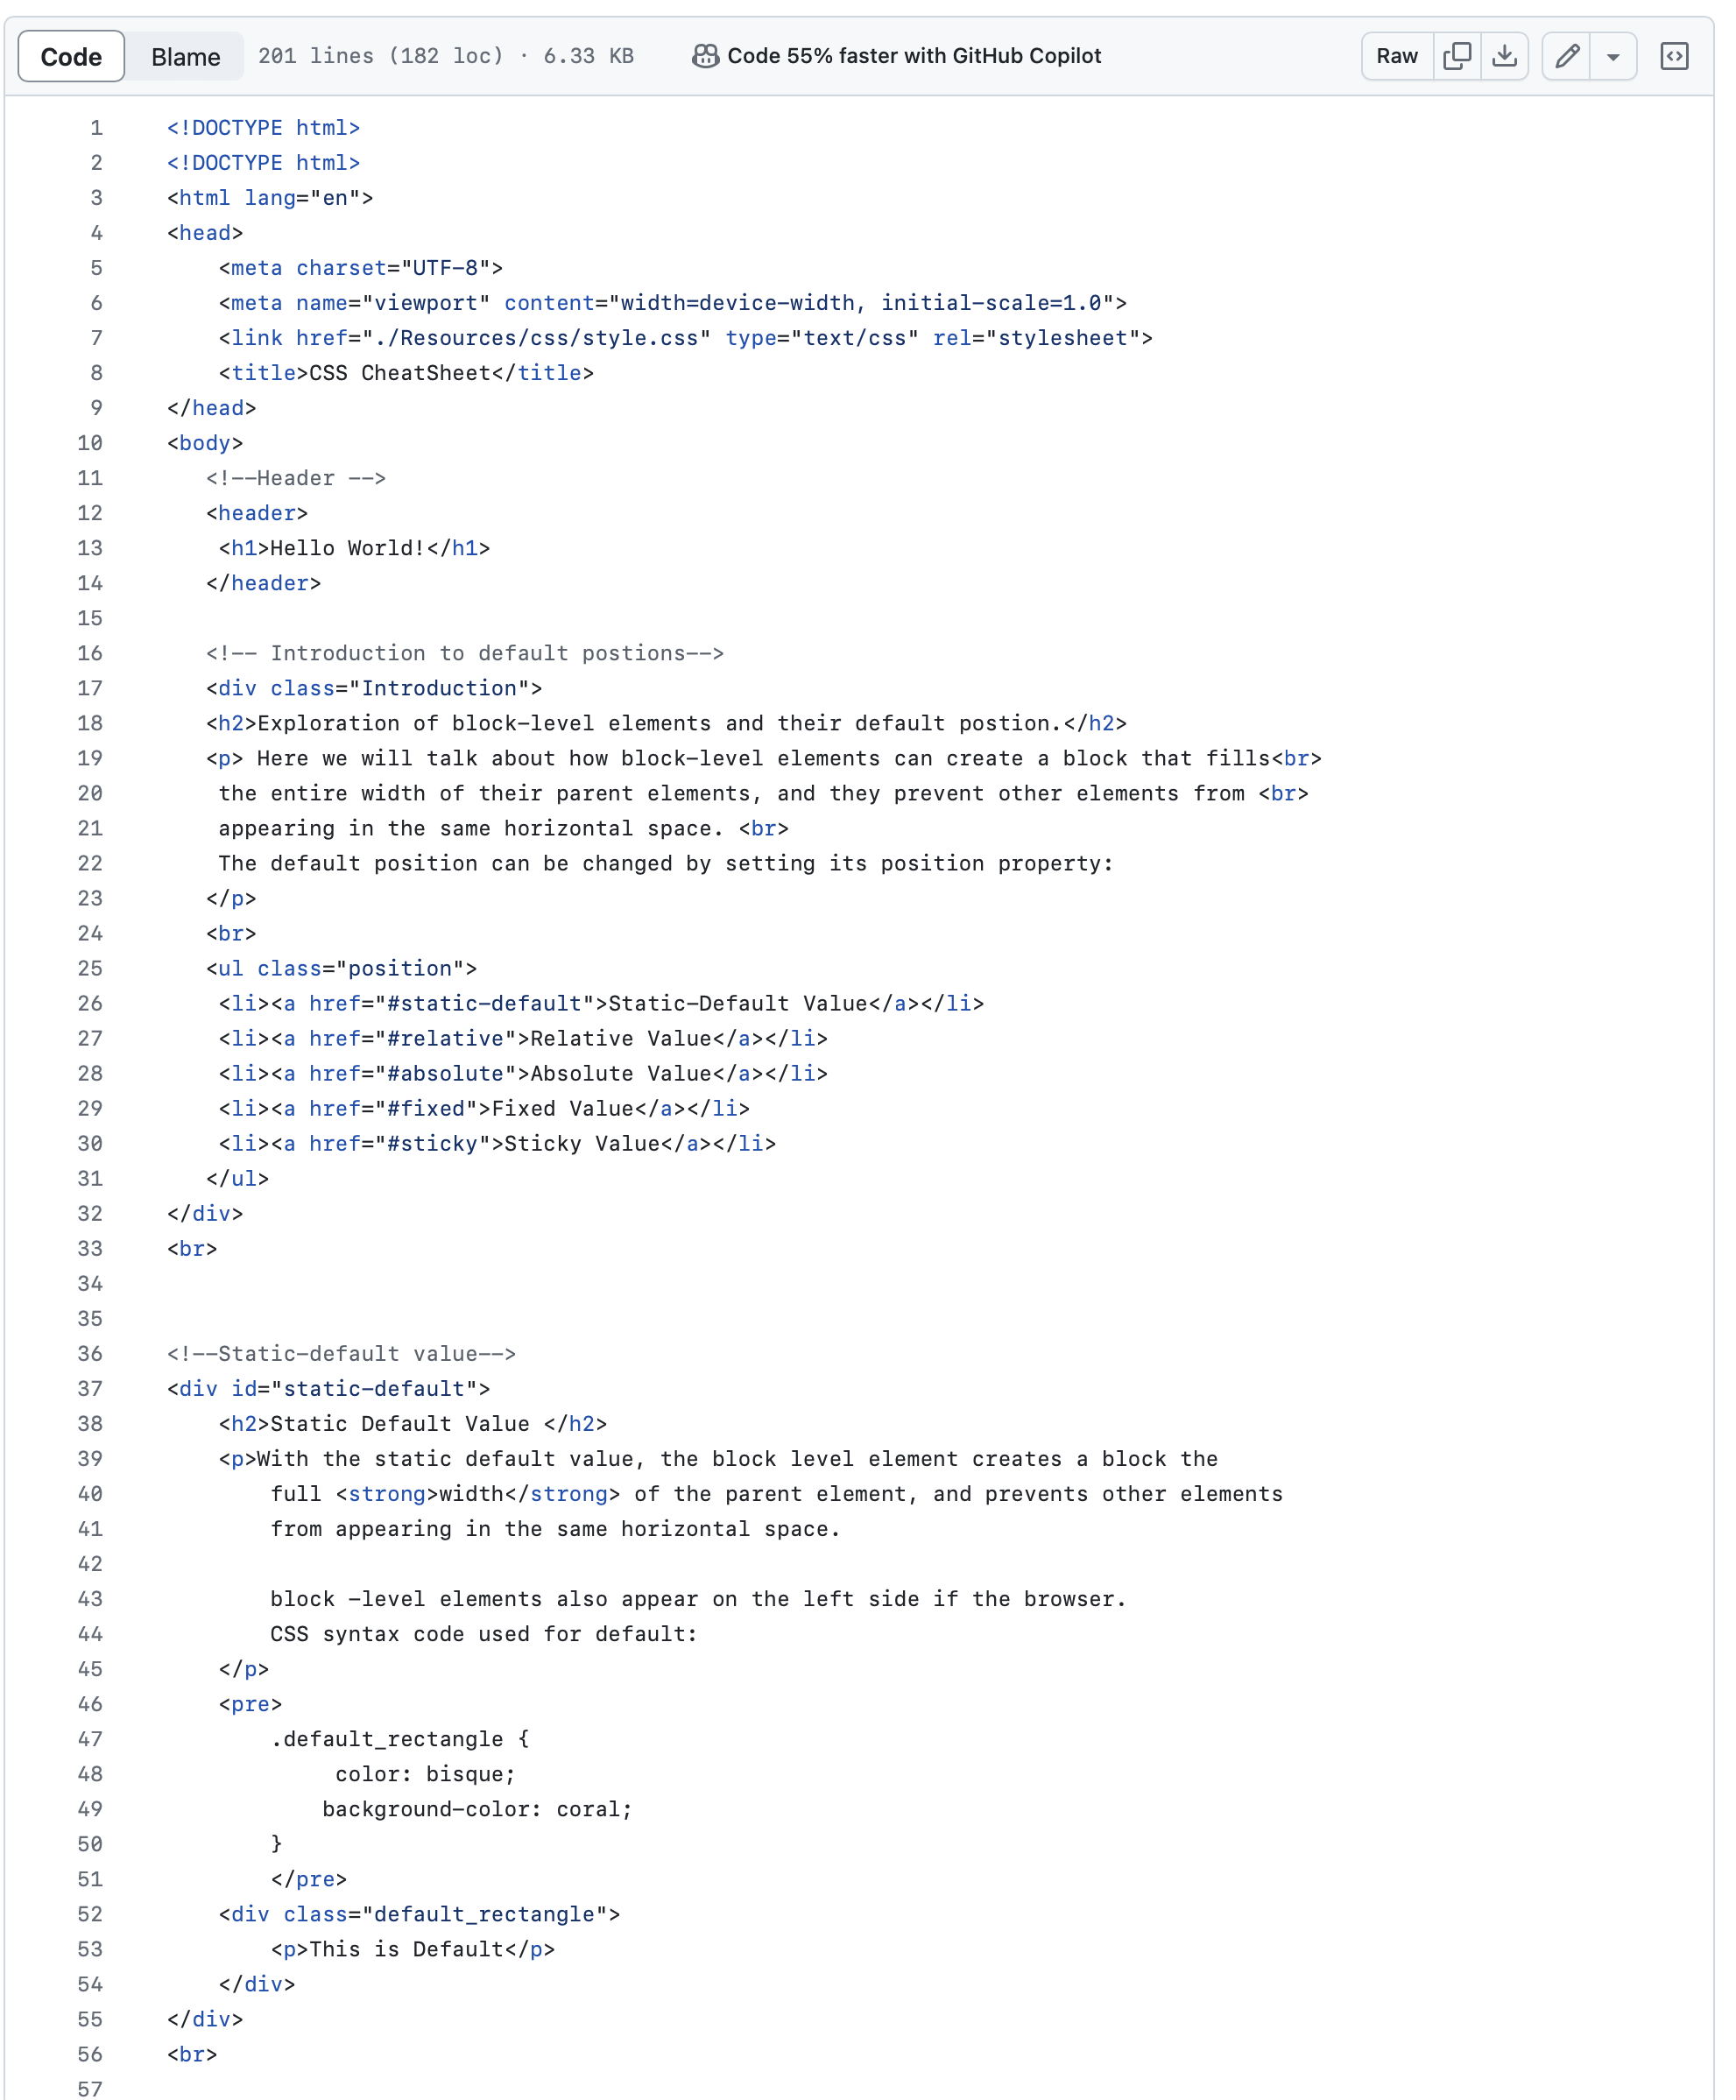 Code Blame 201 lines (182 loc) · 6.33 KB Code 55% faster with GitHub Copilot Raw
1 <!DOCTYPE html>
2 <!DOCTYPE html>
3 <html lang="en">
4 <head>
5     <meta charset="UTF-8">
6     <meta name="viewport" content="width=device-width, initial-scale=1.0">
7     <link href="./Resources/css/style.css" type="text/css" rel="stylesheet">
8     <title>CSS CheatSheet</title>
9 </head>
10 <body>
11    <!--Header -->
12    <header>
13     <h1>Hello World!</h1>
14    </header>
15
16    <!-- Introduction to default postions-->
17    <div class="Introduction">
18    <h2>Exploration of block-level elements and their default postion.</h2>
19    <p> Here we will talk about how block-level elements can create a block that fills<br>
20     the entire width of their parent elements, and they prevent other elements from <br>
21     appearing in the same horizontal space. <br>
22     The default position can be changed by setting its position property:
23    </p>
24    <br>
25    <ul class="position">
26     <li><a href="#static-default">Static-Default Value</a></li>
27     <li><a href="#relative">Relative Value</a></li>
28     <li><a href="#absolute">Absolute Value</a></li>
29     <li><a href="#fixed">Fixed Value</a></li>
30     <li><a href="#sticky">Sticky Value</a></li>
31    </ul>
32 </div>
33 <br>
34
35
36 <!--Static-default value-->
37 <div id="static-default">
38     <h2>Static Default Value </h2>
39     <p>With the static default value, the block level element creates a block the
40         full <strong>width</strong> of the parent element, and prevents other elements
41         from appearing in the same horizontal space.
42
43         block -level elements also appear on the left side if the browser.
44         CSS syntax code used for default:
45     </p>
46     <pre>
47         .default_rectangle {
48              color: bisque;
49             background-color: coral;
50         }
51         </pre>
52     <div class="default_rectangle">
53         <p>This is Default</p>
54     </div>
55 </div>
56 <br>
57